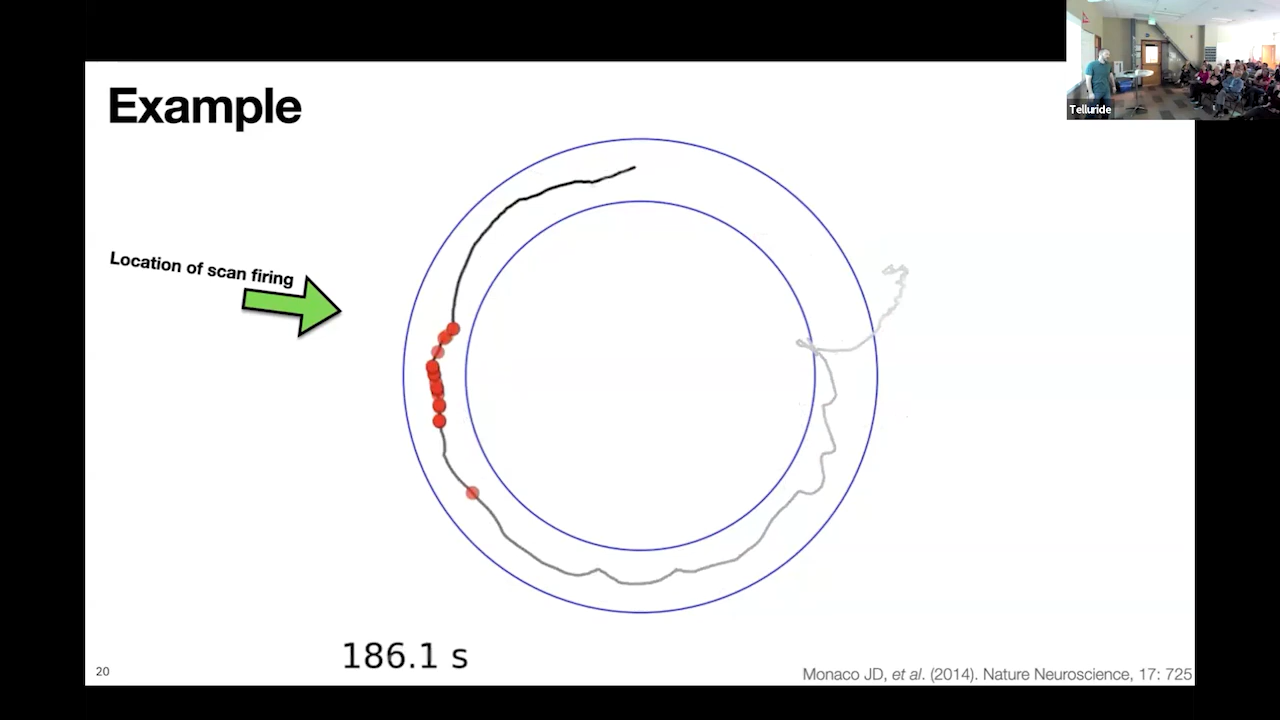 Example
Telluride
Location of scan firing
186.1 s
20
Monaco JD, et al. (2014). Nature Neuroscience, 17: 725